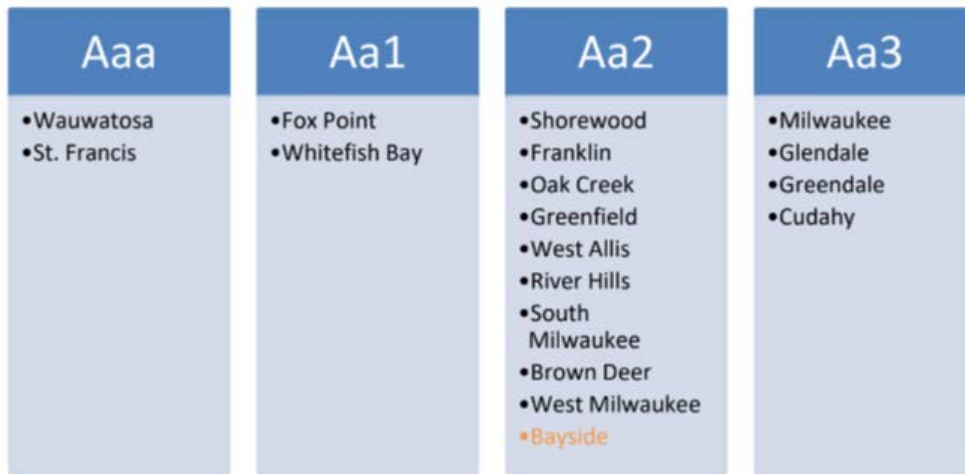 Aaa
•Wauwatosa
•St. Francis
Aa1
•Fox Point
•Whitefish Bay
Aa2
•Shorewood
•Franklin
•Oak Creek
•Greenfield
•West Allis
•River Hills
•South
Milwaukee
•Brown Deer
•West Milwaukee
•Bayside
Aa3
•Milwaukee
•Glendale
•Greendale
•Cudahy